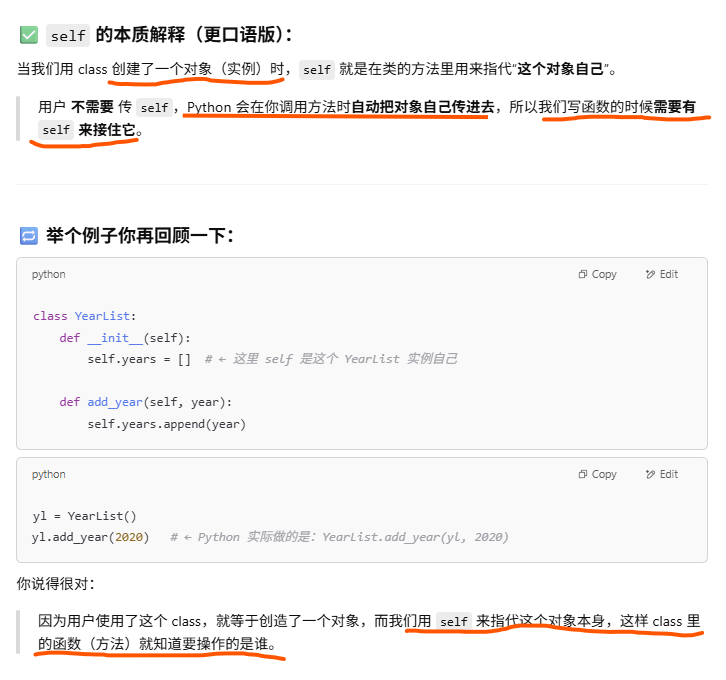 ✅ self 的本质解释（更口语版）：
当我们用 class 创建了一个对象（实例）时，self 就是在类的方法里用来指代“这个对象自己”。
用户 不需要 传 self，Python 会在你调用方法时自动把对象自己传进去，所以我们写函数的时候需要有
self 来接住它。
🔁 举个例子你再回顾一下：
python Copy Edit
class YearList:
    def __init__(self):
        self.years = []  # ← 这里 self 是这个 YearList 实例自己
    def add_year(self, year):
        self.years.append(year)
python Copy Edit
yl = YearList()
yl.add_year(2020)   # ← Python 实际做的是：YearList.add_year(yl, 2020)
你说得很对：
因为用户使用了这个 class，就等于创造了一个对象，而我们用 self 来指代这个对象本身，这样 class 里
的函数（方法）就知道要操作的是谁。